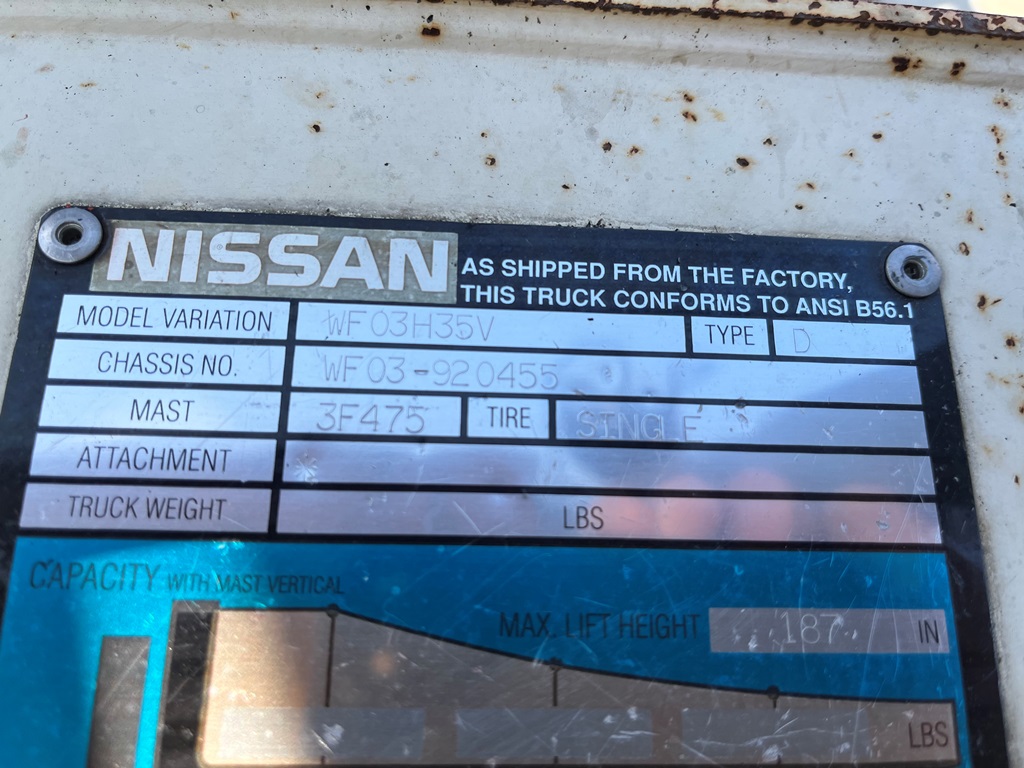 NISSAN AS SHIPPED FROM THE FACTORY,
THIS TRUCK CONFORMS TO ANSI B56.1
MODEL VARIATION WF03H35V TYPE D
CHASSIS NO. WF03-920455
MAST 3F475 TIRE SINGLE
ATTACHMENT *
TRUCK WEIGHT LBS
CAPACITY WITH MAST VERTICAL
MAX. LIFT HEIGHT 187 IN
LBS